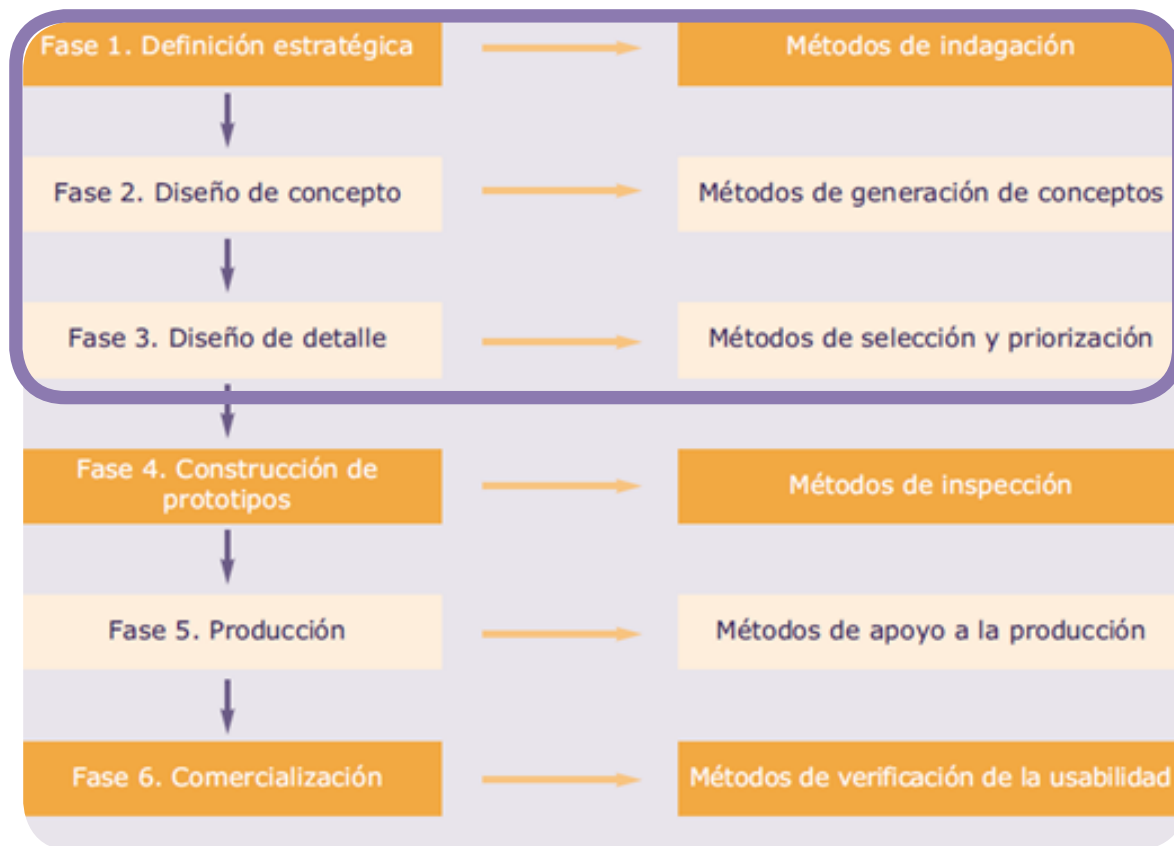 Fase 1. Definición estratégica
Métodos de indagación
Fase 2. Diseño de concepto
Métodos de generación de conceptos
Fase 3. Diseño de detalle
Métodos de selección y priorización
Fase 4. Construcción de
prototipos
Métodos de inspección
Fase 5. Producción
Métodos de apoyo a la producción
Fase 6. Comercialización
Métodos de verificación de la usabilidad